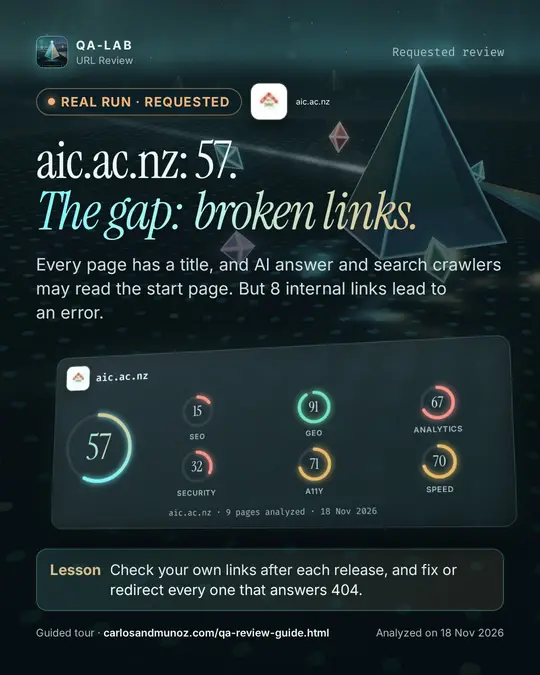 QA-LAB
URL Review
Requested review
REAL RUN · REQUESTED
aic.ac.nz
aic.ac.nz: 57.
The gap: broken links.
Every page has a title, and AI answer and search crawlers
may read the start page. But 8 internal links lead to
an error.
aic.ac.nz
57
15
SEO
91
GEO
67
ANALYTICS
32
SECURITY
71
A11Y
70
SPEED
aic.ac.nz · 9 pages analyzed · 18 Nov 2026
Lesson Check your own links after each release, and fix or
redirect every one that answers 404.
Guided tour · carlosandmunoz.com/qa-review-guide.html
Analyzed on 18 Nov 2026